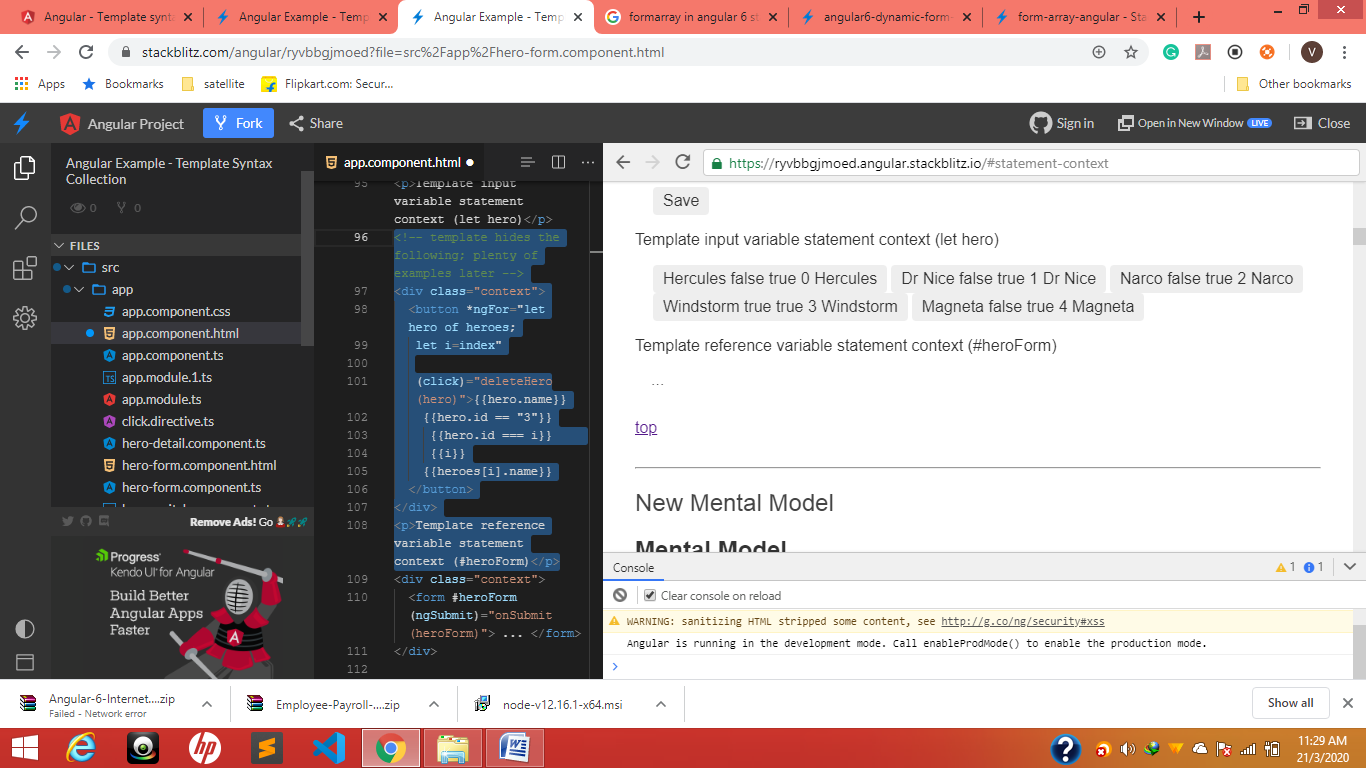 Angular - Template synt
Angular Example - Temp
Angular Example - Temp
formarray in angular 6 st
angular6-dynamic-form-
form-array-angular - Sta
stackblitz.com/angular/ryvbbgjmoed?file=src%2Fapp%2Fhero-form.component.html
V
Apps
Bookmarks
satellite
Flipkart.com: Secur...
Other bookmarks
Angular Project
Fork
Share
Sign in
Open in New Window LIVE
Close
Angular Example - Template Syntax
Collection
0
0
FILES
src
app
app.component.css
app.component.html
app.component.ts
app.module.1.ts
app.module.ts
click.directive.ts
hero-detail.component.ts
hero-form.component.html
hero-form.component.ts
Remove Ads! Go
Progress
Kendo UI for Angular
Build Better
Angular Apps
Faster
app.component.html
95 <p>Template input
variable statement
context (let hero)</p>
96 <!-- template hides the
following; plenty of
examples later -->
97 <div class="context">
98 <button *ngFor="let
hero of heroes;
99 let i=index"
100
101 (click)="deleteHero
(hero)">{{hero.name}}
102 {{hero.id == "3"}}
103 {{hero.id === i}}
104 {{i}}
105 {{heroes[i].name}}
106 </button>
107 </div>
108 <p>Template reference
variable statement
context (#heroForm)</p>
109 <div class="context">
110 <form #heroForm
(ngSubmit)="onSubmit
(heroForm)"> ... </form>
111 </div>
112
https://ryvbbgjmoed.angular.stackblitz.io/#statement-context
Save
Template input variable statement context (let hero)
Hercules false true 0 Hercules
Dr Nice false true 1 Dr Nice
Narco false true 2 Narco
Windstorm true true 3 Windstorm
Magneta false true 4 Magneta
Template reference variable statement context (#heroForm)
...
top
New Mental Model
Mental Model
Console
1
1
Clear console on reload
WARNING: sanitizing HTML stripped some content, see http://g.co/ng/security#xss
Angular is running in the development mode. Call enableProdMode() to enable the production mode.
Angular-6-Internet....zip
Failed - Network error
Employee-Payroll-....zip
node-v12.16.1-x64.msi
Show all
11:29 AM
21/3/2020